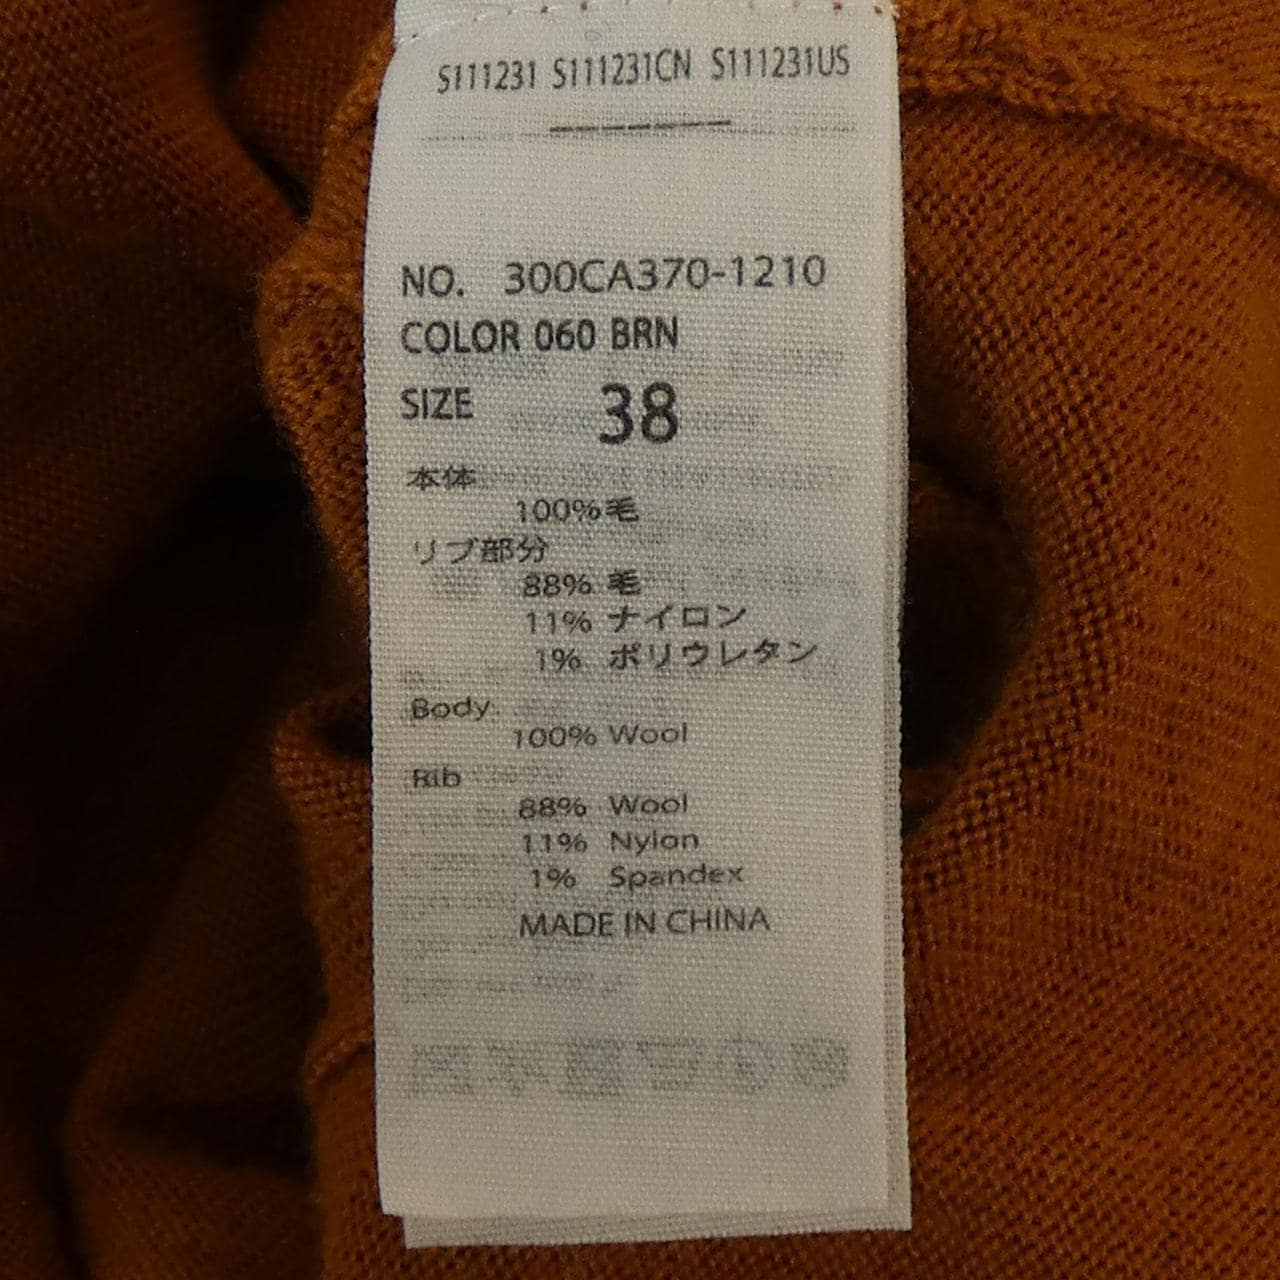 S111231 S111231CN S111231US
NO. 300CA370-1210
COLOR 060 BRN
SIZE 38
本体
100% 毛
リブ部分
88% 毛
11% ナイロン
1% ポリウレタン
Body
100% Wool
Rib
88% Wool
11% Nylon
1% Spandex
MADE IN CHINA